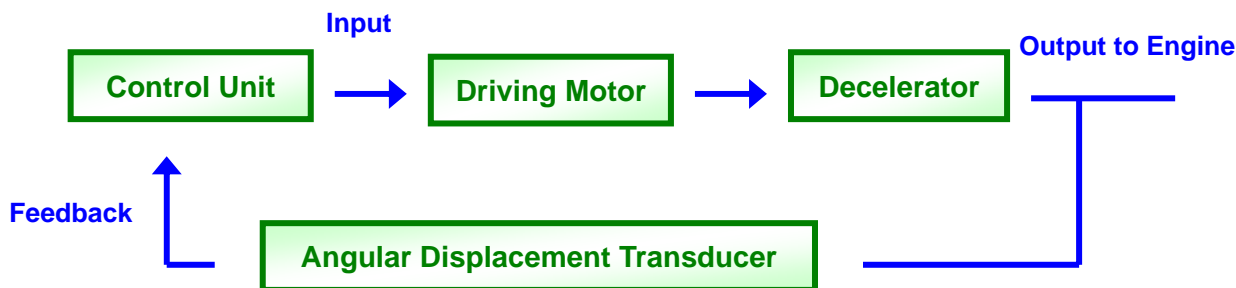 Input
Output to Engine
Control Unit
Driving Motor
Decelerator
Feedback
Angular Displacement Transducer